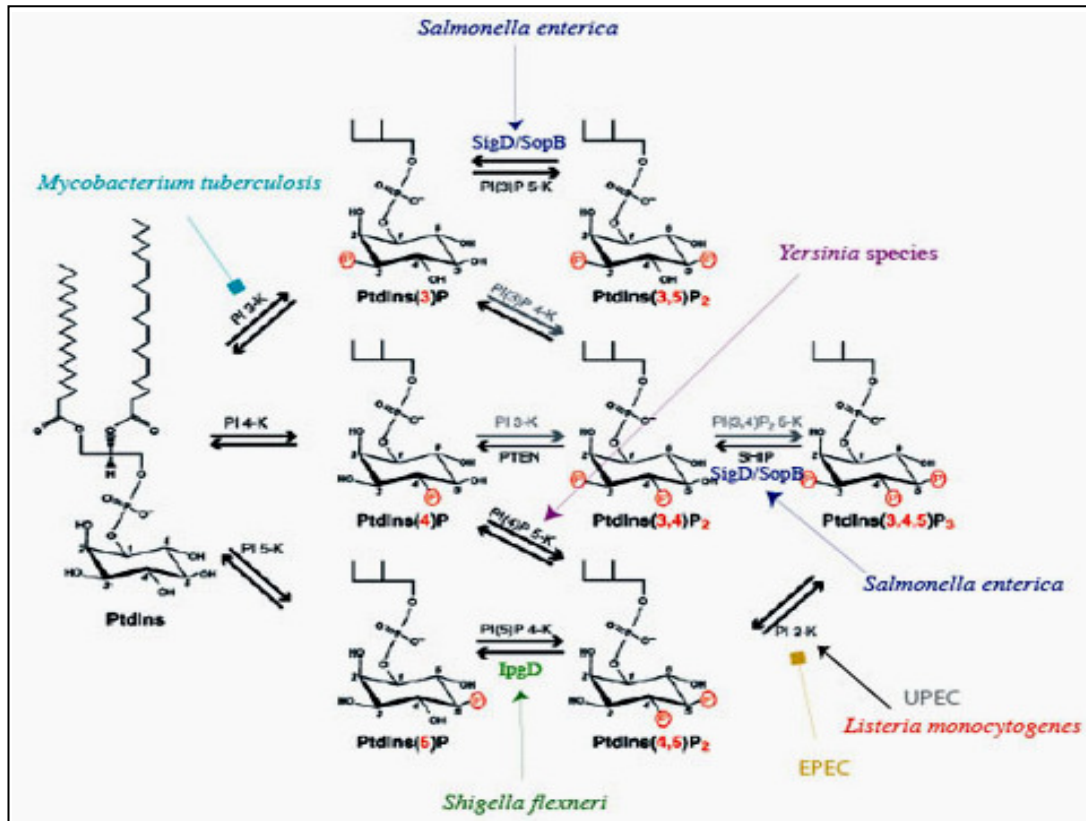 Salmonella enterica
SigD/SopB
PI(3)P 5-K
Mycobacterium tuberculosis
Yersinia species
PtdIns(3)P
PtdIns(3,5)P2
PI 3-K
PI(3)P 4-K
PI 4-K
PI 3-K
PTEN
PI(3,4)P2 5-K
SHIP
SigD/SopB
PtdIns(4)P
PtdIns(3,4)P2
PtdIns(3,4,5)P3
PI(4)P 5-K
PI 5-K
PtdIns
Salmonella enterica
PI(5)P 4-K
IpgD
PI 3-K
UPEC
Listeria monocytogenes
PtdIns(5)P
PtdIns(4,5)P2
EPEC
Shigella flexneri